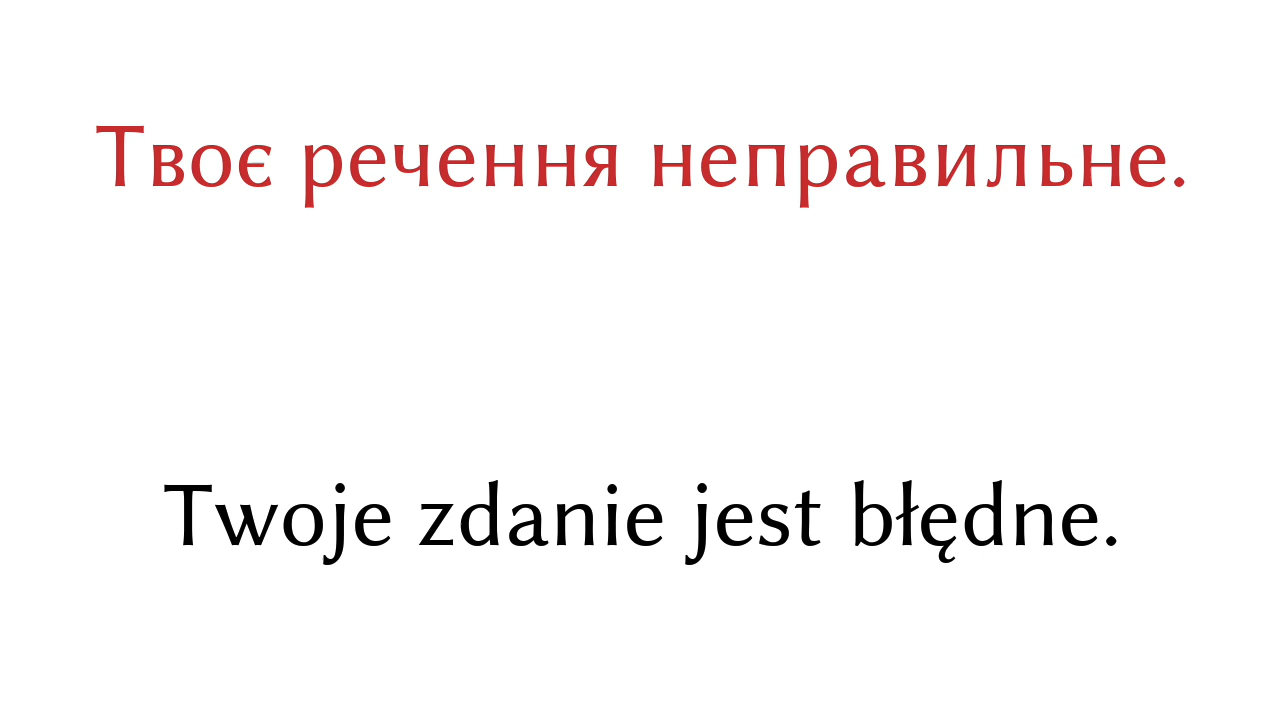 Твоє речення неправильне.
Twoje zdanie jest błędne.